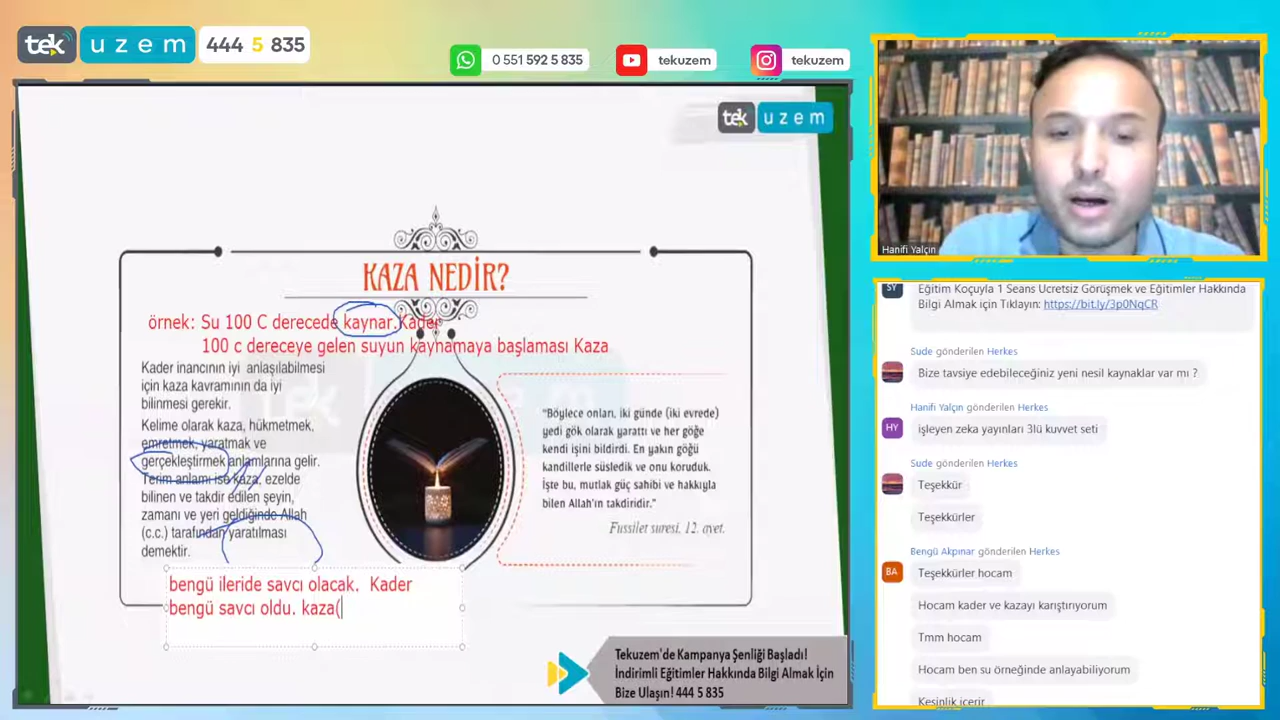 tek uzem 444 5 835
0 551 592 5 835
tekuzem
tekuzem
tek uzem
KAZA NEDİR?
örnek: Su 100 C derecede kaynar.Kader
100 c dereceye gelen suyun kaynamaya başlaması Kaza
Kader inancının iyi anlaşılabilmesi
için kaza kavramının da iyi
bilinmesi gerekir.
Kelime olarak kaza, hükmetmek,
emretmek, yaratmak ve
gerçekleştirmek anlamlarına gelir.
Terim anlamı ise kaza, ezelde
bilinen ve takdir edilen şeyin,
zamanı ve yeri geldiğinde Allah
(c.c.) tarafından yaratılması
demektir.
"Böylece onları, iki günde (iki evrede)
yedi gök olarak yarattı ve her göğe
kendi işini bildirdi. En yakın göğü
kandillerle süsledik ve onu koruduk.
İşte bu, mutlak güç sahibi ve hakkıyla
bilen Allah'ın takdiridir."
Fussilet suresi, 12. ayet.
bengü ileride savcı olacak.  Kader
bengü savcı oldu. kaza(
Tekuzem'de Kampanya Şenliği Başladı!
İndirimli Eğitimler Hakkında Bilgi Almak İçin
Bize Ulaşın! 444 5 835
Hanifi Yalçın
SY
Eğitim Koçuyla 1 Seans Ücretsiz Görüşmek ve Eğitimler Hakkında
Bilgi Almak için Tıklayın: https://bit.ly/3p0NqCR
Sude gönderilen Herkes
Bize tavsiye edebileceğiniz yeni nesil kaynaklar var mı ?
Hanifi Yalçın gönderilen Herkes
HY
işleyen zeka yayınları 3lü kuvvet seti
Sude gönderilen Herkes
Teşekkür
Teşekkürler
Bengü Akpınar gönderilen Herkes
BA
Teşekkürler hocam
Hocam kader ve kazayı karıştırıyorum
Tmm hocam
Hocam ben su örneğinde anlayabiliyorum
Kesinlik içerir